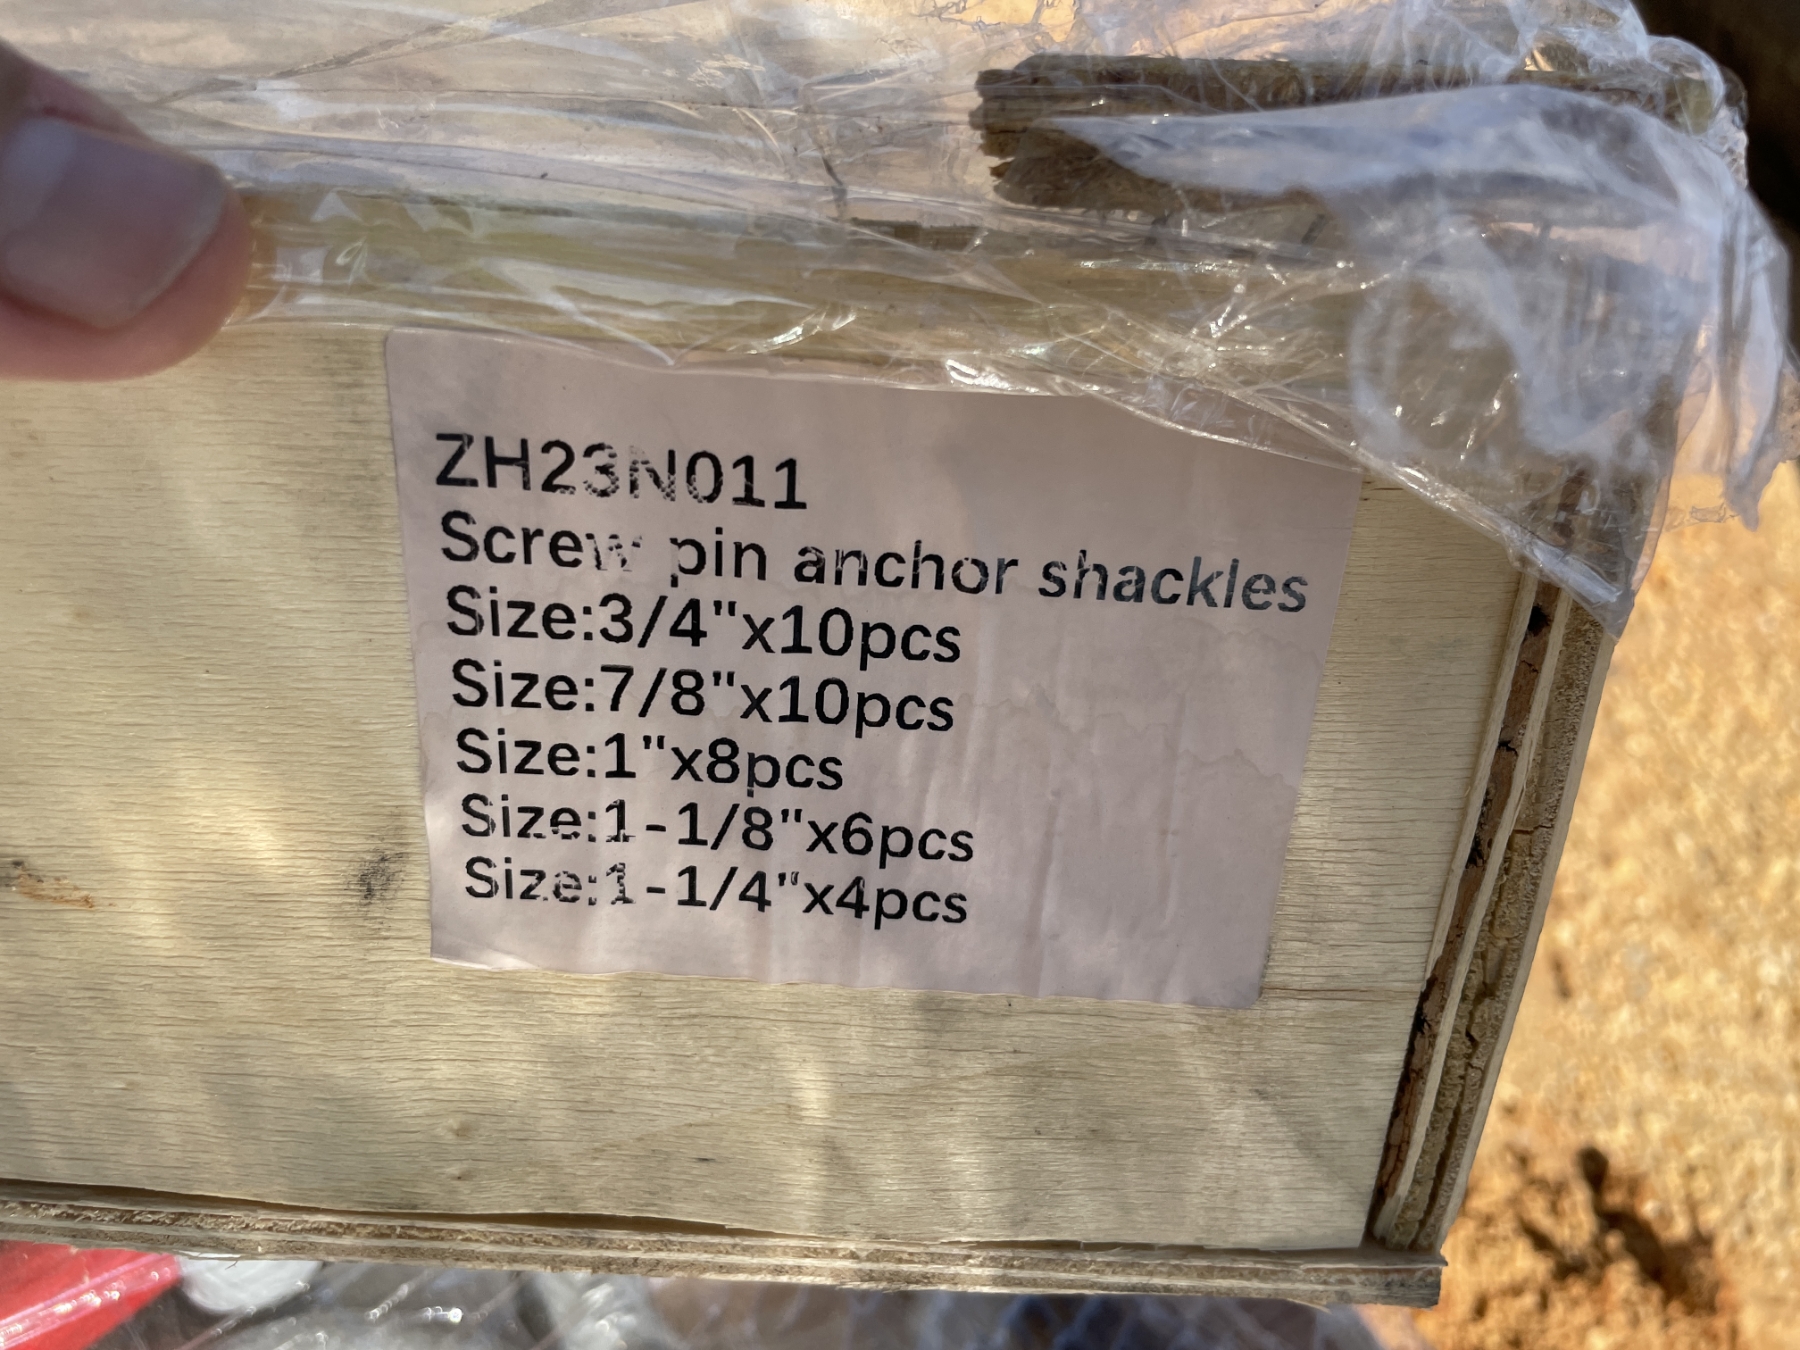 ZH23N011
Screw pin anchor shackles
Size:3/4"x10pcs
Size:7/8"x10pcs
Size:1"x8pcs
Size:1-1/8"x6pcs
Size:1-1/4"x4pcs